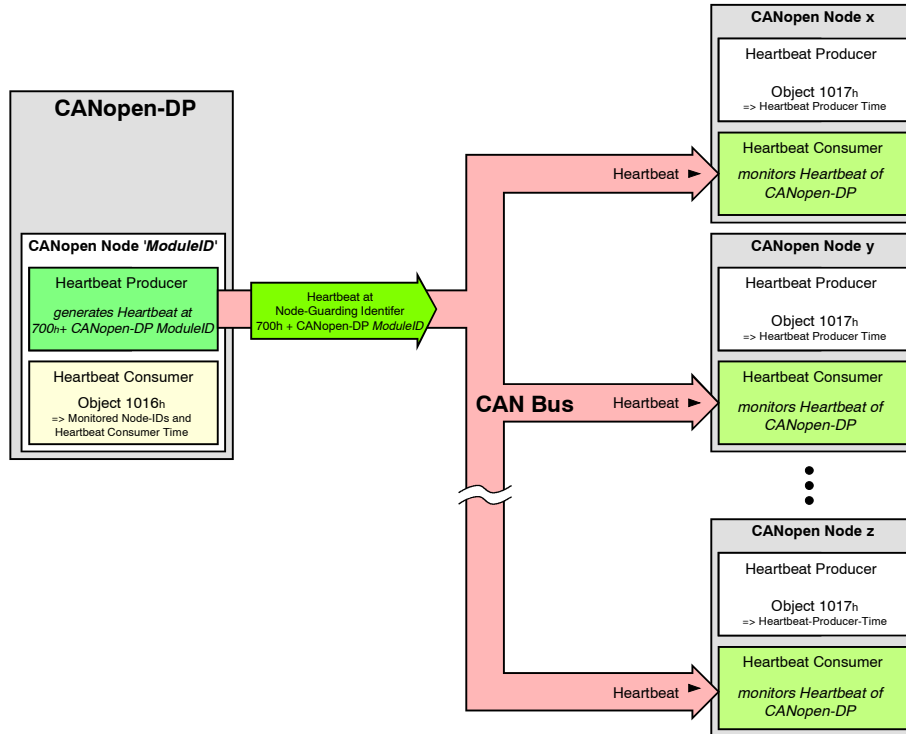 CANopen-DP
CANopen Node 'ModuleID'
Heartbeat Producer
generates Heartbeat at
700h+ CANopen-DP ModuleID
Heartbeat Consumer
Object 1016h
=> Monitored Node-IDs and
Heartbeat Consumer Time
Heartbeat at
Node-Guarding Identifer
700h + CANopen-DP ModuleID
CAN Bus
Heartbeat
CANopen Node x
Heartbeat Producer
Object 1017h
=> Heartbeat Producer Time
Heartbeat Consumer
monitors Heartbeat of
CANopen-DP
Heartbeat
CANopen Node y
Heartbeat Producer
Object 1017h
=> Heartbeat Producer Time
Heartbeat Consumer
monitors Heartbeat of
CANopen-DP
Heartbeat
CANopen Node z
Heartbeat Producer
Object 1017h
=> Heartbeat-Producer-Time
Heartbeat Consumer
monitors Heartbeat of
CANopen-DP